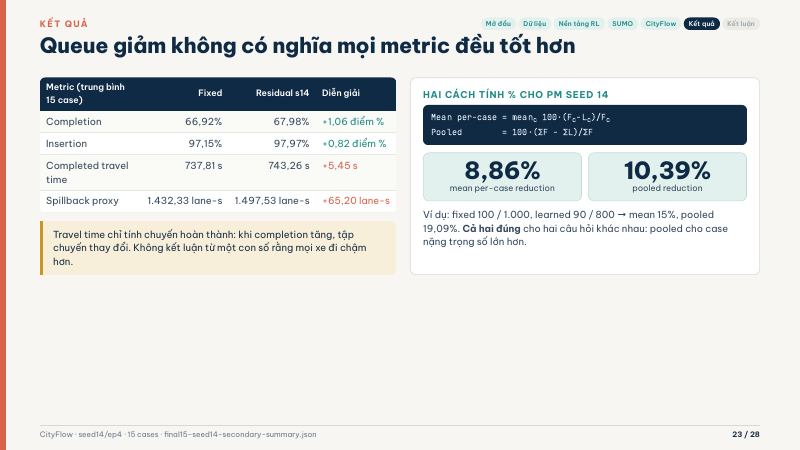 KẾT QUẢ
Mở đầu Dữ liệu Nền tảng RL SUMO CityFlow Kết quả Kết luận
Queue giảm không có nghĩa mọi metric đều tốt hơn
Metric (trung bình 15 case) Fixed Residual s14 Diễn giải
Completion 66,92% 67,98% +1,06 điểm %
Insertion 97,15% 97,97% +0,82 điểm %
Completed travel time 737,81 s 743,26 s +5,45 s
Spillback proxy 1.432,33 lane-s 1.497,53 lane-s +65,20 lane-s
Travel time chỉ tính chuyến hoàn thành: khi completion tăng, tập
chuyến thay đổi. Không kết luận từ một con số rằng mọi xe đi chậm
hơn.
HAI CÁCH TÍNH % CHO PM SEED 14
Mean per-case = mean_c 100·(F_c-L_c)/F_c
Pooled = 100·(ΣF - ΣL)/ΣF
8,86%
mean per-case reduction
10,39%
pooled reduction
Ví dụ: fixed 100 / 1.000, learned 90 / 800 → mean 15%, pooled
19,09%. Cả hai đúng cho hai câu hỏi khác nhau: pooled cho case
nặng trọng số lớn hơn.
CityFlow · seed14/ep4 · 15 cases · final15-seed14-secondary-summary.json
23 / 28